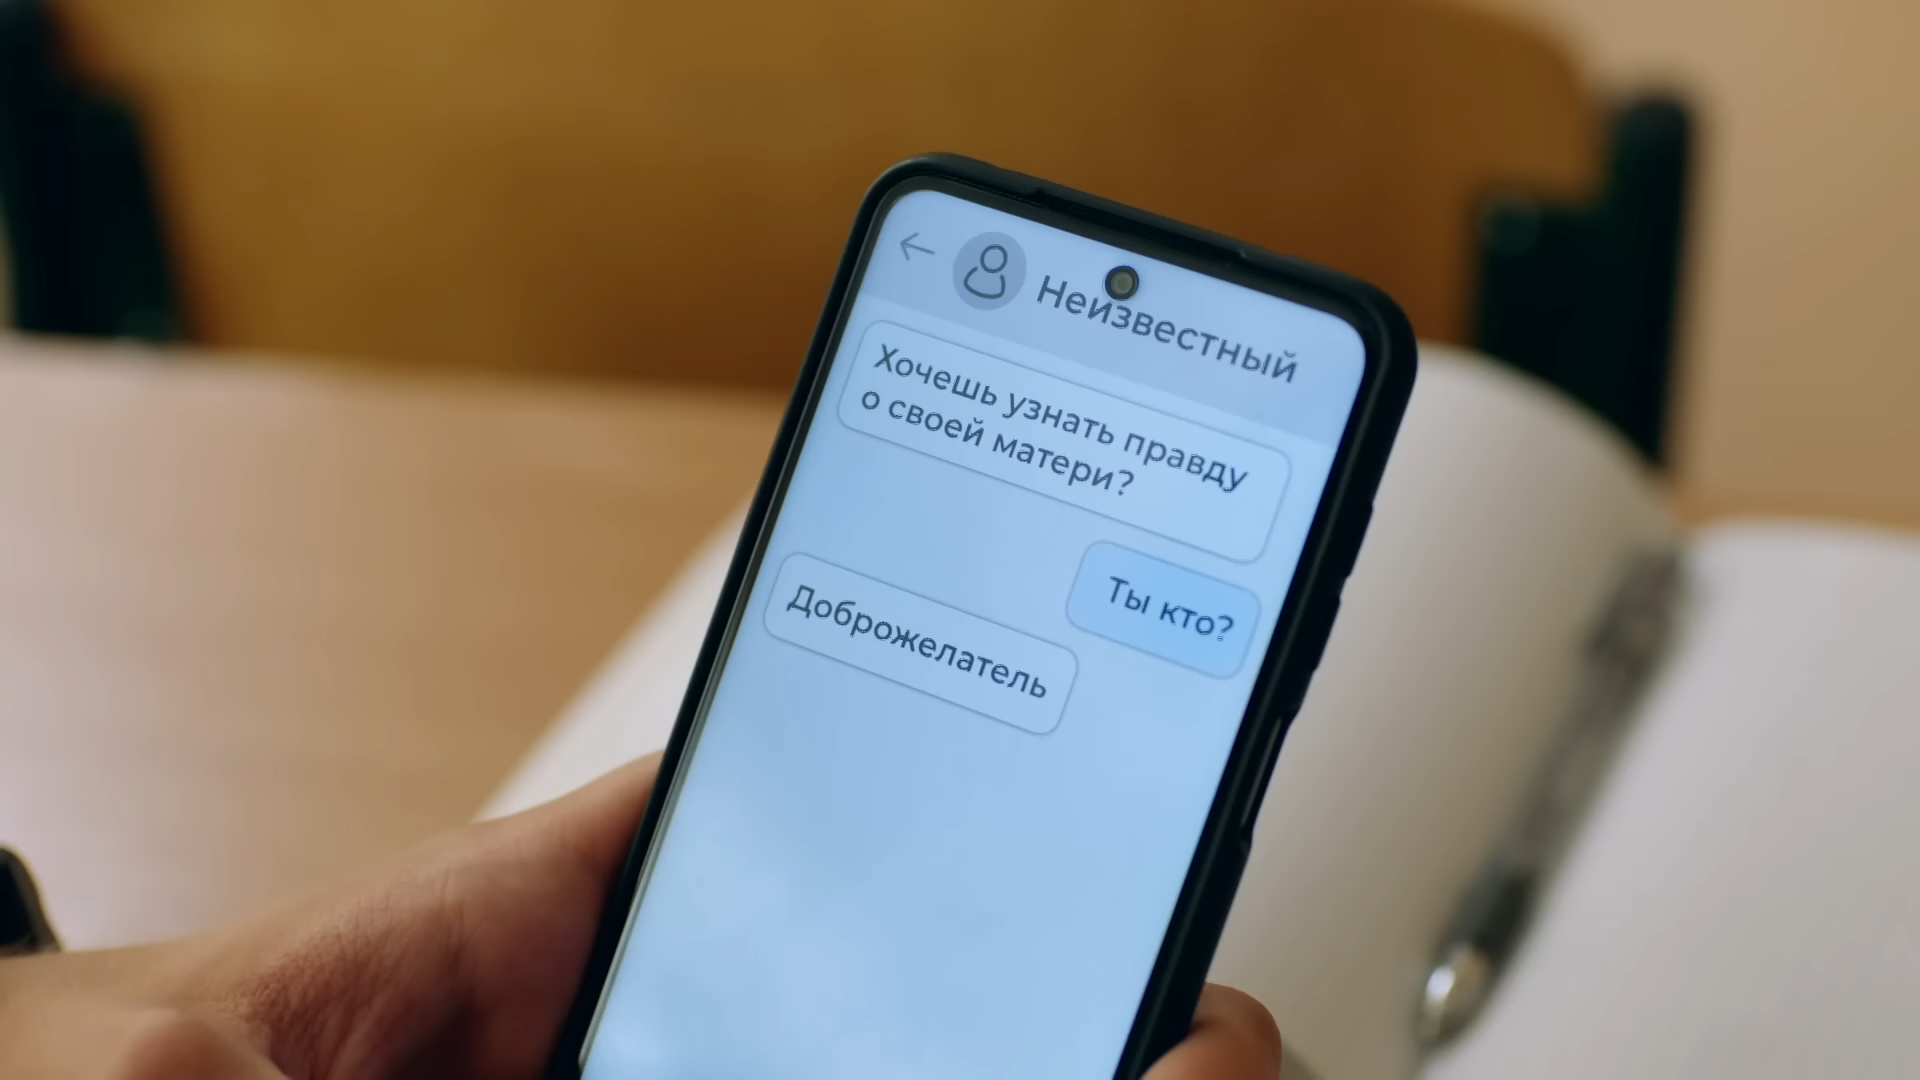 Неизвестный
Хочешь узнать правду
о своей матери?
Ты кто?
Доброжелатель